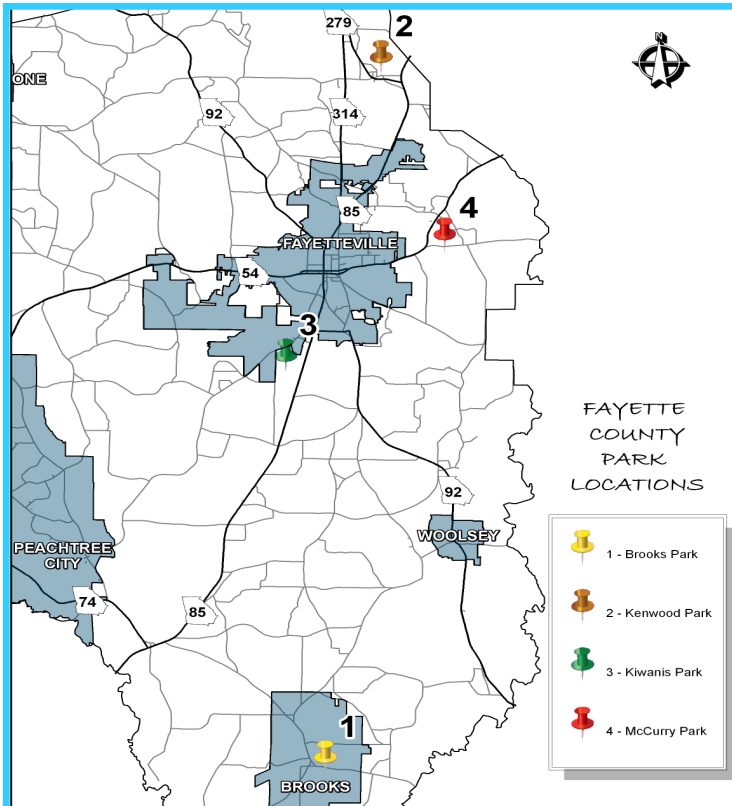 279
2
N
ONE
92
314
85
4
FAYETTEVILLE
54
3
FAYETTE
COUNTY
PARK
LOCATIONS
92
WOOLSEY
PEACHTREE
CITY
74
85
1 - Brooks Park
2 - Kenwood Park
3 - Kiwanis Park
4 - McCurry Park
1
BROOKS